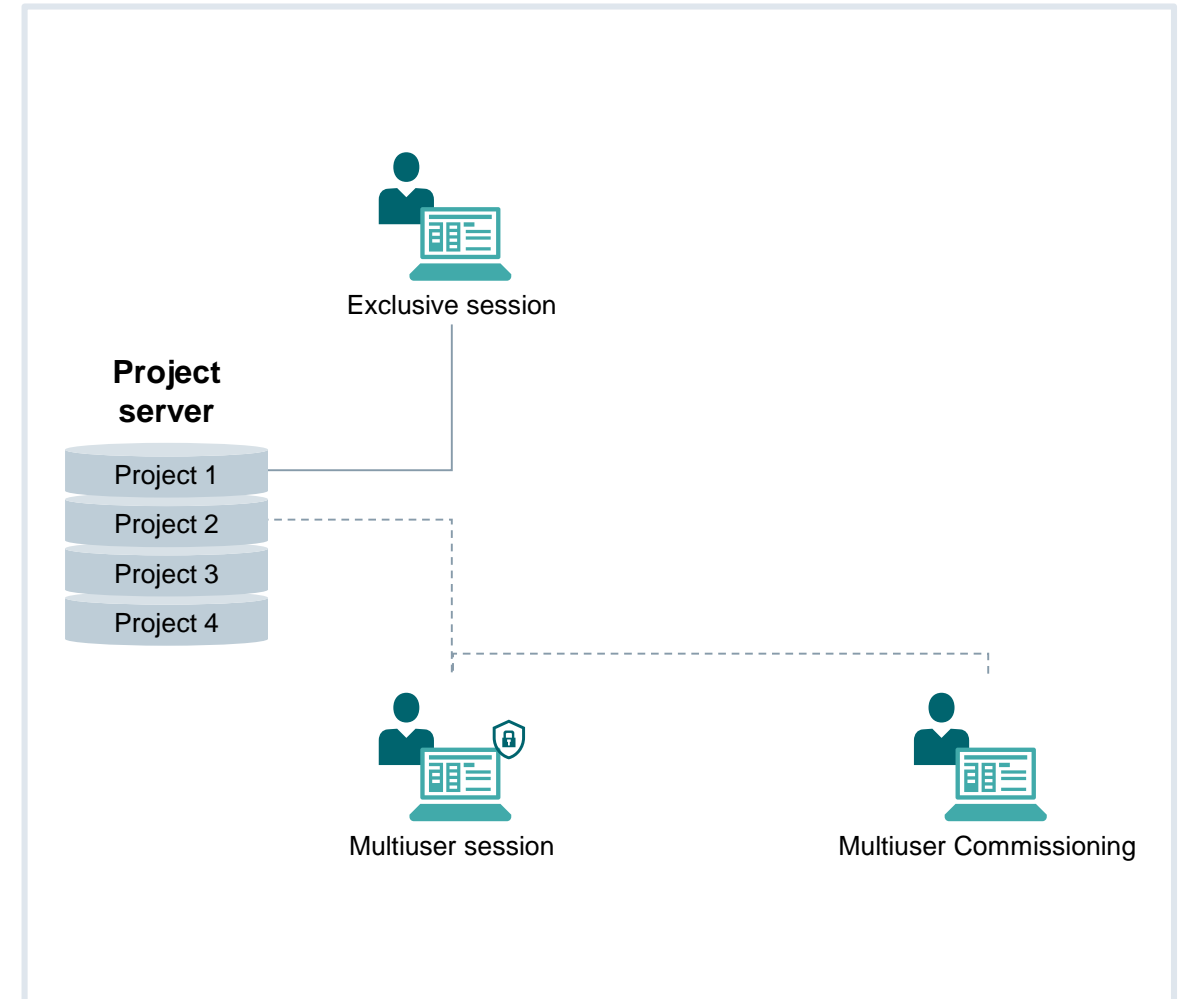 Exclusive session
Project
server
Project 1
Project 2
Project 3
Project 4
Multiuser session
Multiuser Commissioning